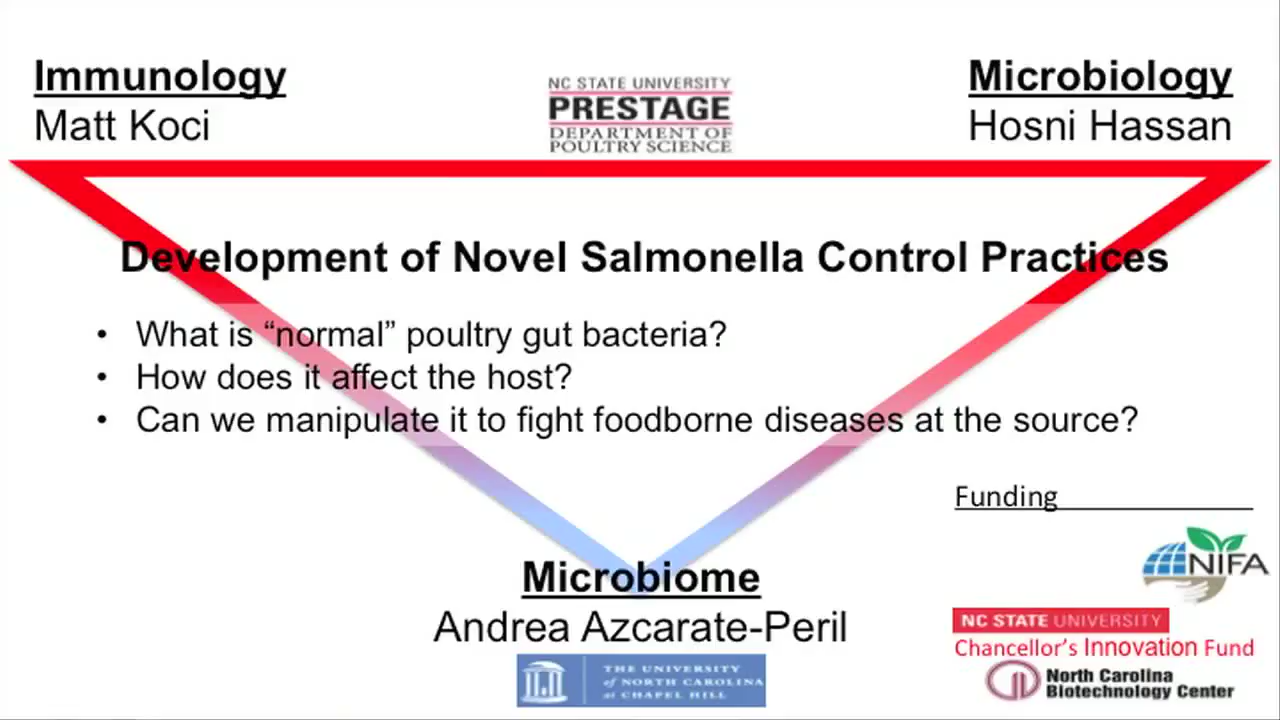 Immunology
Matt Koci
NC STATE UNIVERSITY
PRESTAGE
DEPARTMENT OF
POULTRY SCIENCE
Microbiology
Hosni Hassan
Development of Novel Salmonella Control Practices
• What is “normal” poultry gut bacteria?
• How does it affect the host?
• Can we manipulate it to fight foodborne diseases at the source?
Microbiome
Andrea Azcarate-Peril
THE UNIVERSITY
of NORTH CAROLINA
at CHAPEL HILL
Funding
NIFA
NC STATE UNIVERSITY
Chancellor’s Innovation Fund
North Carolina
Biotechnology Center